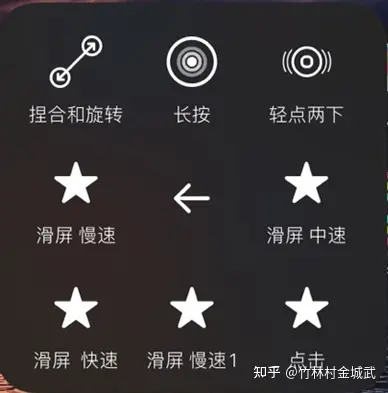 捏合和旋转 长按 轻点两下
滑屏 慢速 滑屏 中速
滑屏 快速 滑屏 慢速1 点击
知乎 @竹林村金城武